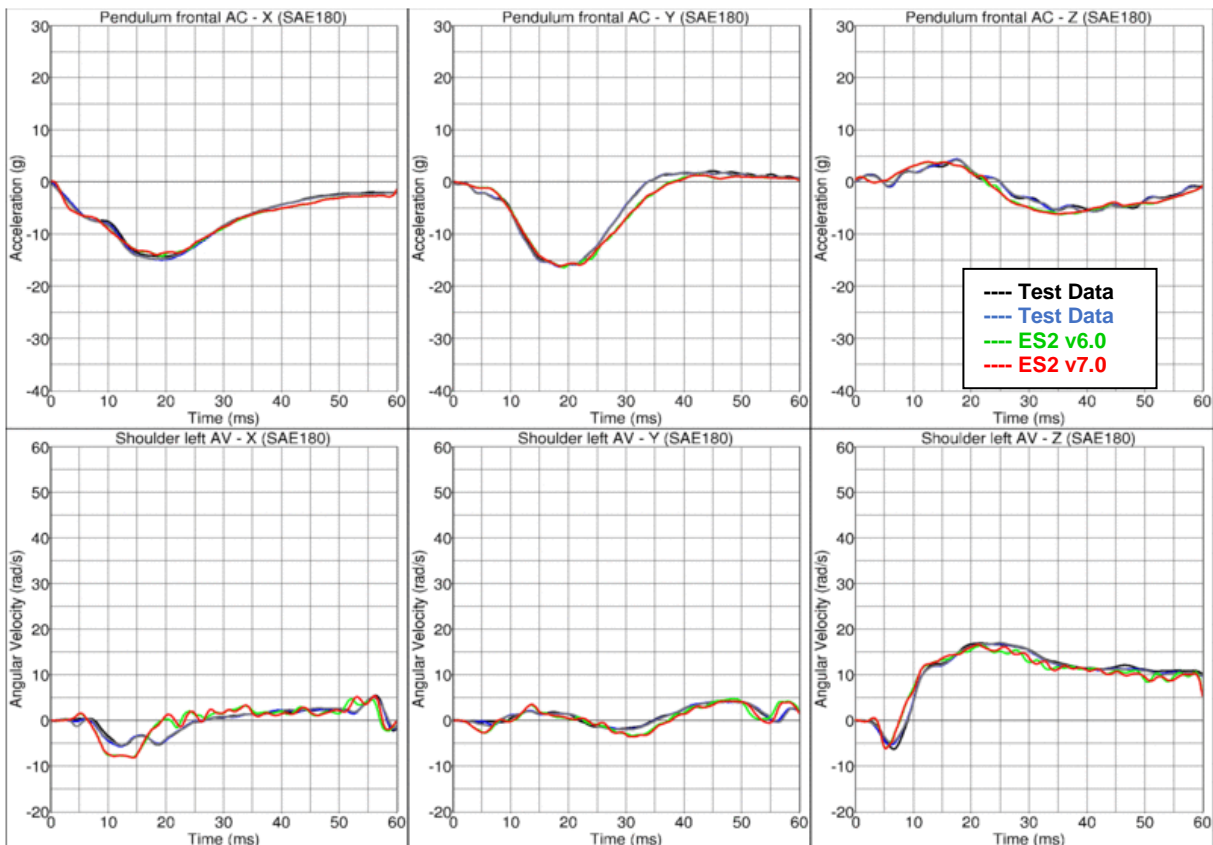 Pendulum frontal AC - X (SAE180)
30
20
10
0
-10
-20
-30
-40
Acceleration (g)
0 10 20 30 40 50 60
Time (ms)
Pendulum frontal AC - Y (SAE180)
30
20
10
0
-10
-20
-30
-40
Acceleration (g)
0 10 20 30 40 50 60
Time (ms)
Pendulum frontal AC - Z (SAE180)
30
20
10
0
-10
-20
-30
-40
Acceleration (g)
0 10 20 30 40 50 60
Time (ms)
---- Test Data
---- Test Data
---- ES2 v6.0
---- ES2 v7.0
Shoulder left AV - X (SAE180)
60
50
40
30
20
10
0
-10
-20
Angular Velocity (rad/s)
0 10 20 30 40 50 60
Time (ms)
Shoulder left AV - Y (SAE180)
60
50
40
30
20
10
0
-10
-20
Angular Velocity (rad/s)
0 10 20 30 40 50 60
Time (ms)
Shoulder left AV - Z (SAE180)
60
50
40
30
20
10
0
-10
-20
Angular Velocity (rad/s)
0 10 20 30 40 50 60
Time (ms)